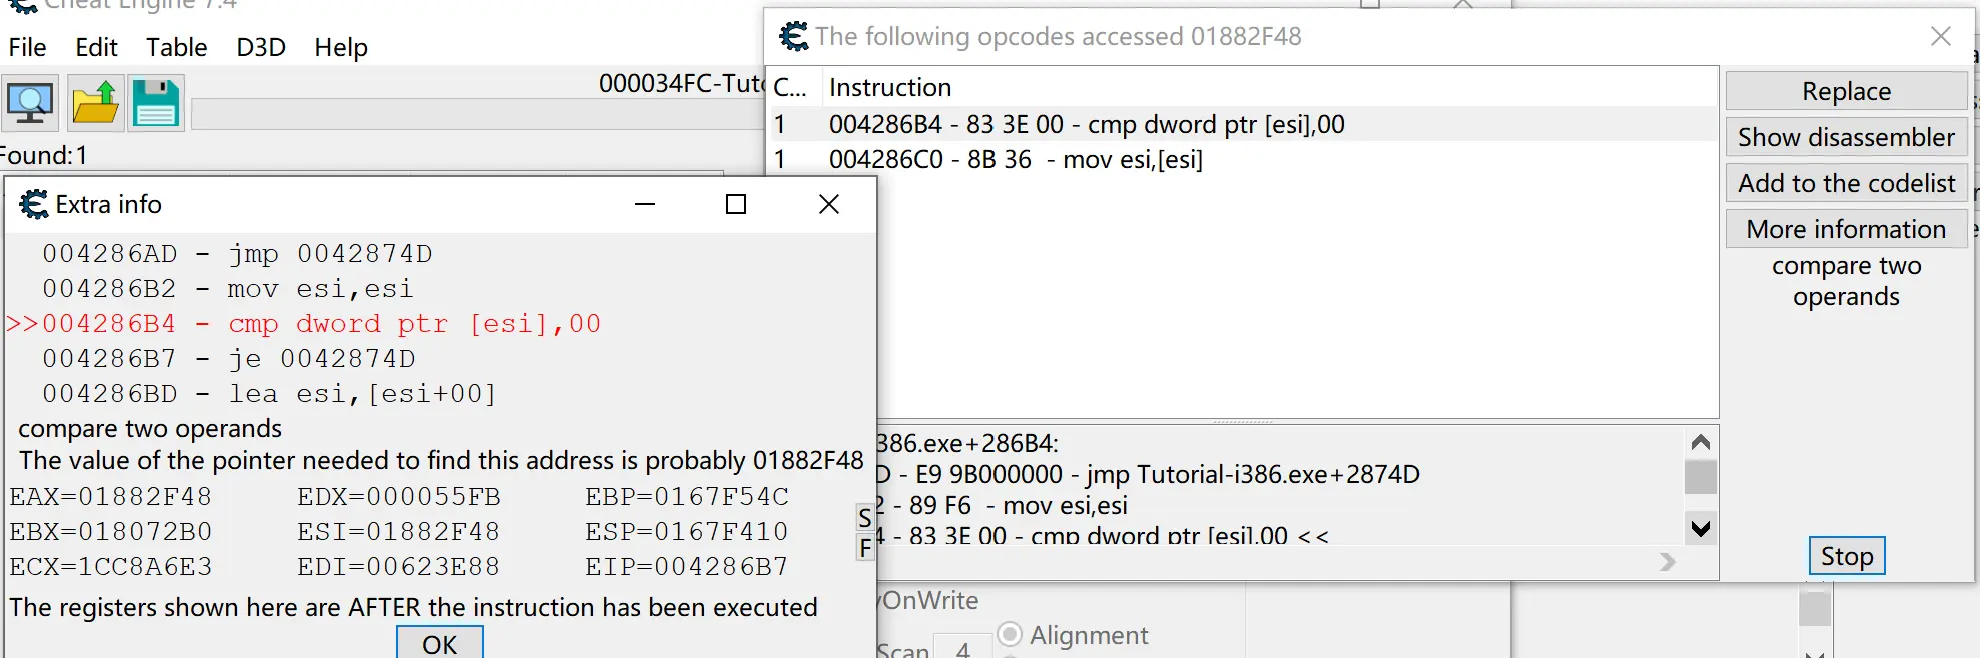 Cheat Engine 7.4
File Edit Table D3D Help
000034FC-Tuto
Found:1
The following opcodes accessed 01882F48
C... Instruction
1 004286B4 - 83 3E 00 - cmp dword ptr [esi],00
1 004286C0 - 8B 36 - mov esi,[esi]
Replace
Show disassembler
Add to the codelist
More information
compare two
operands
Stop
386.exe+286B4:
D - E9 9B000000 - jmp Tutorial-i386.exe+2874D
2 - 89 F6 - mov esi,esi
4 - 83 3E 00 - cmp dword ptr [esi],00 <<
Extra info
004286AD - jmp 0042874D
004286B2 - mov esi,esi
>>004286B4 - cmp dword ptr [esi],00
004286B7 - je 0042874D
004286BD - lea esi,[esi+00]
compare two operands
The value of the pointer needed to find this address is probably 01882F48
EAX=01882F48 EDX=000055FB EBP=0167F54C
EBX=018072B0 ESI=01882F48 ESP=0167F410
ECX=1CC8A6E3 EDI=00623E88 EIP=004286B7
S
F
The registers shown here are AFTER the instruction has been executed
OK
yOnWrite
Scan 4 Alignment